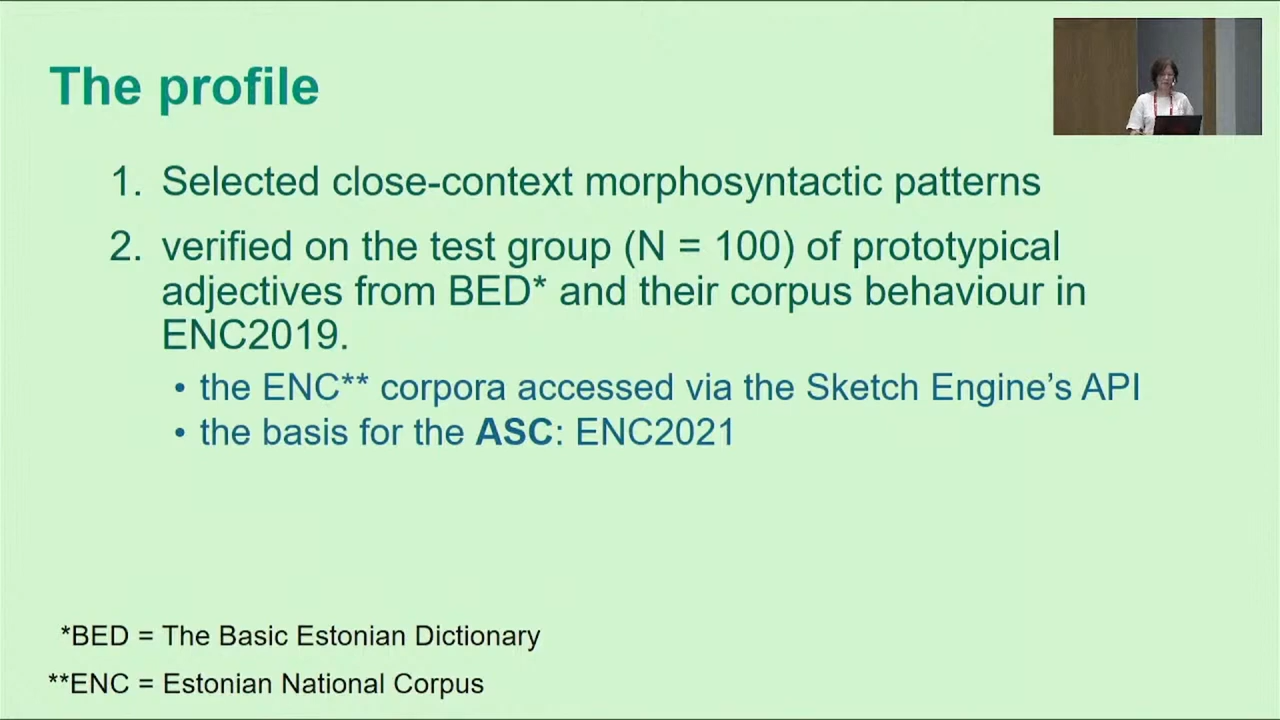 The profile
1. Selected close-context morphosyntactic patterns
2. verified on the test group (N = 100) of prototypical
adjectives from BED* and their corpus behaviour in
ENC2019.
• the ENC** corpora accessed via the Sketch Engine’s API
• the basis for the ASC: ENC2021
*BED = The Basic Estonian Dictionary
**ENC = Estonian National Corpus